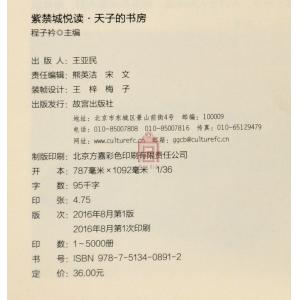 紫禁城悦读·天子的书房
程子衿◎主编
出 版 人：王亚民
责任编辑：熊英洁 宋 文
装帧设计：王 梓 梅 子
出版发行：故宫出版社
地址：北京市东城区景山前街4号 邮编：100009
电话：010-85007808 010-85007816 传真：010-65129479
网址：www.culturefc.cn 邮箱：ggcb@culturefc.cn
制版印刷：北京方嘉彩色印刷有限责任公司
开 本：787毫米×1092毫米 1/36
字 数：95千字
印 张：4.75
版 次：2016年8月第1版
2016年8月第1次印刷
印 数：1~5000册
书 号：ISBN 978-7-5134-0891-2
定 价：36.00元